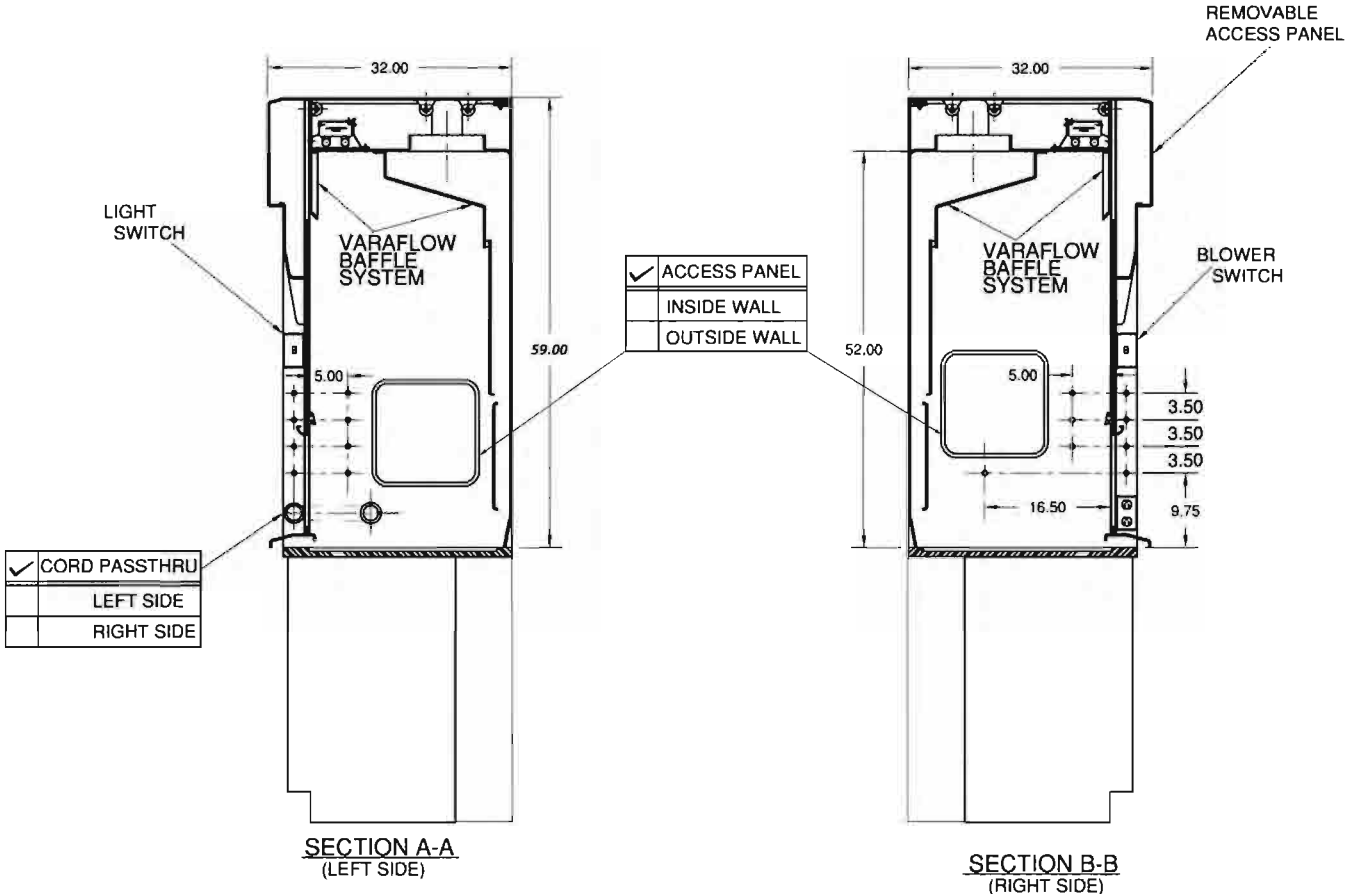 REMOVABLE
ACCESS PANEL
32.00
32.00
LIGHT
SWITCH
VARAFLOW
BAFFLE
SYSTEM
VARAFLOW
BAFFLE
SYSTEM
BLOWER
SWITCH
✓ ACCESS PANEL
INSIDE WALL
OUTSIDE WALL
59.00
52.00
5.00
5.00
3.50
3.50
3.50
16.50
9.75
✓ CORD PASSTHRU
LEFT SIDE
RIGHT SIDE
SECTION A-A
(LEFT SIDE)
SECTION B-B
(RIGHT SIDE)